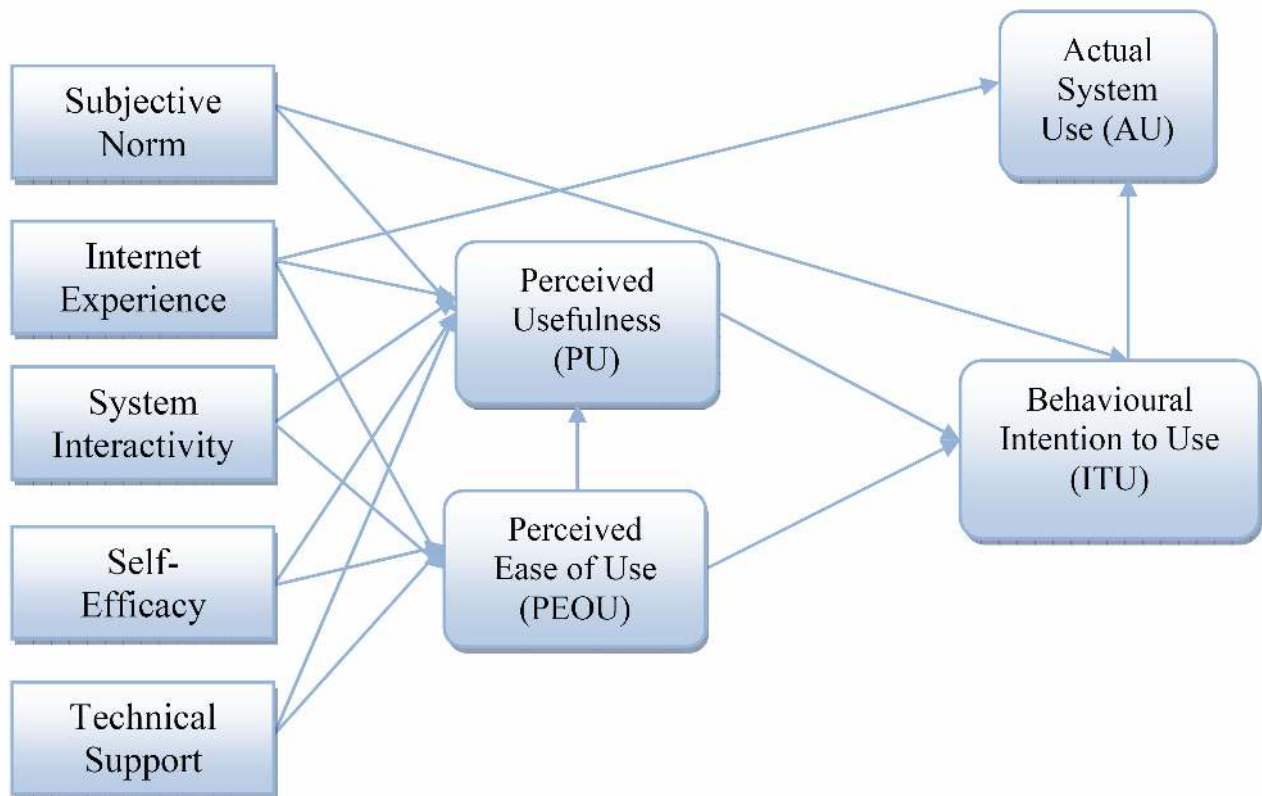 Subjective
Norm
Internet
Experience
System
Interactivity
Self-
Efficacy
Technical
Support
Perceived
Usefulness
(PU)
Perceived
Ease of Use
(PEOU)
Actual
System
Use (AU)
Behavioural
Intention to Use
(ITU)